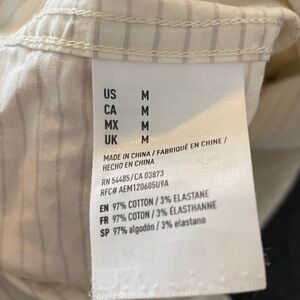 US M
CA M
MX M
UK M
MADE IN CHINA / FABRIQUÉ EN CHINE /
HECHO EN CHINA
RN 54485/CA 03873
RFC# AEM120605U9A
EN 97% COTTON / 3% ELASTANE
FR 97% COTON / 3% ÉLASTHANNE
SP 97% algodón / 3% elastano